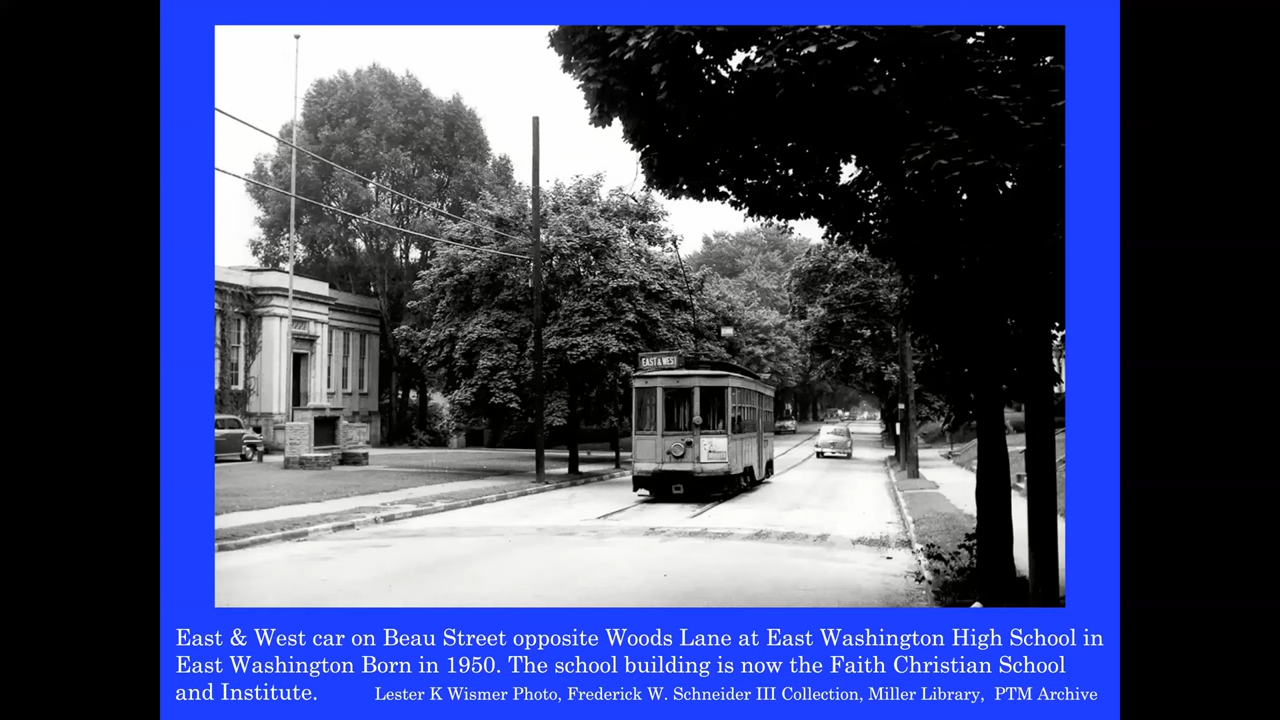 EAST & WEST
East & West car on Beau Street opposite Woods Lane at East Washington High School in
East Washington Born in 1950. The school building is now the Faith Christian School
and Institute. Lester K Wismer Photo, Frederick W. Schneider III Collection, Miller Library, PTM Archive